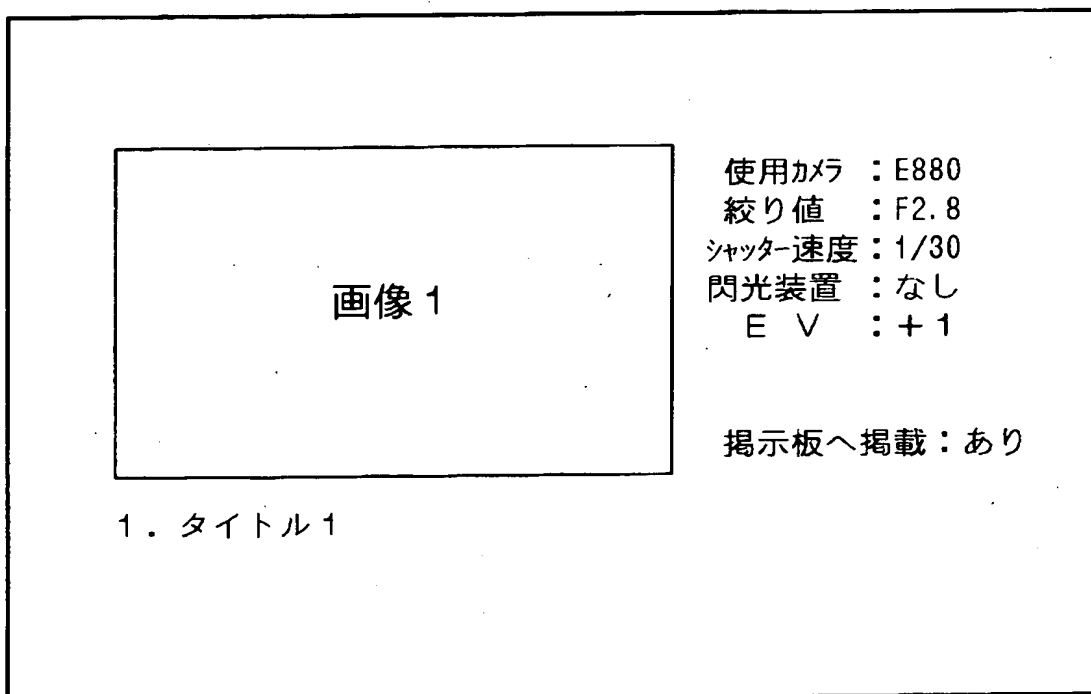 画像1
使用カメラ：E880
絞り値　：F2.8
シャッター速度：1/30
閃光装置　：なし
E V　：+1
掲示板へ掲載：あり
1．タイトル1